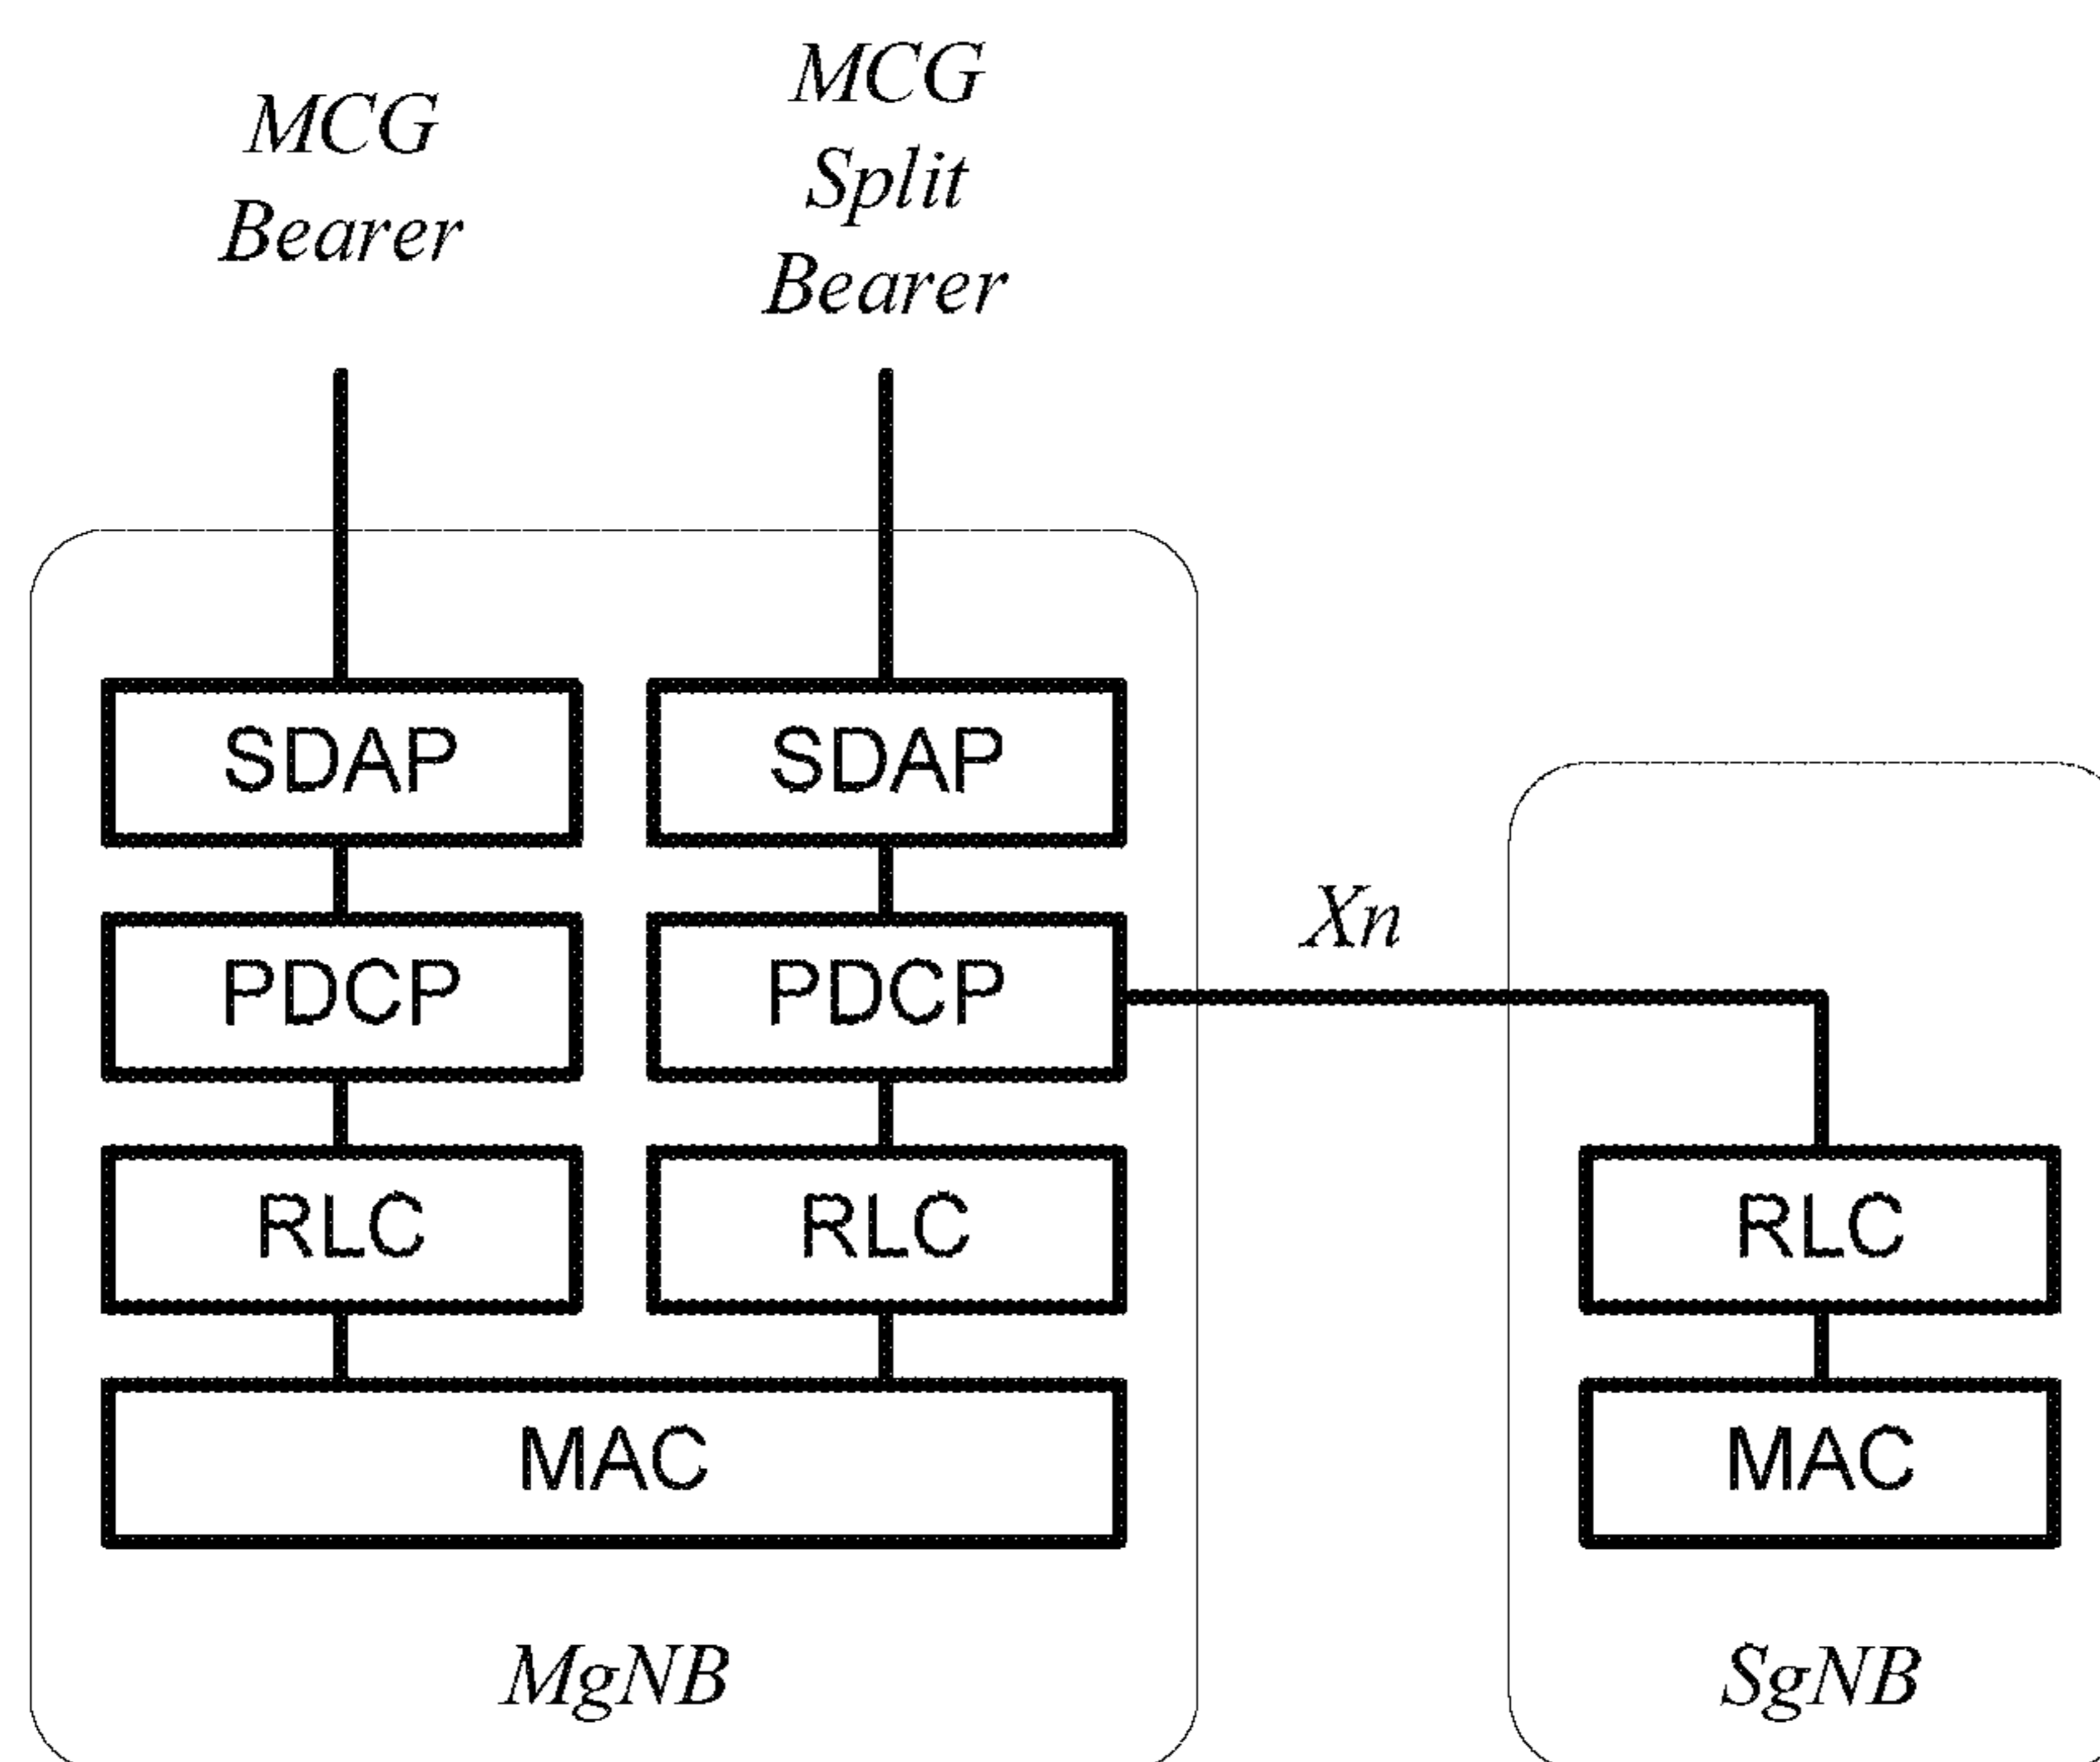 MCG
Bearer
MCG
Split
Bearer
SDAP
SDAP
PDCP
PDCP
Xn
RLC
RLC
RLC
MAC
MAC
MgNB
SgNB